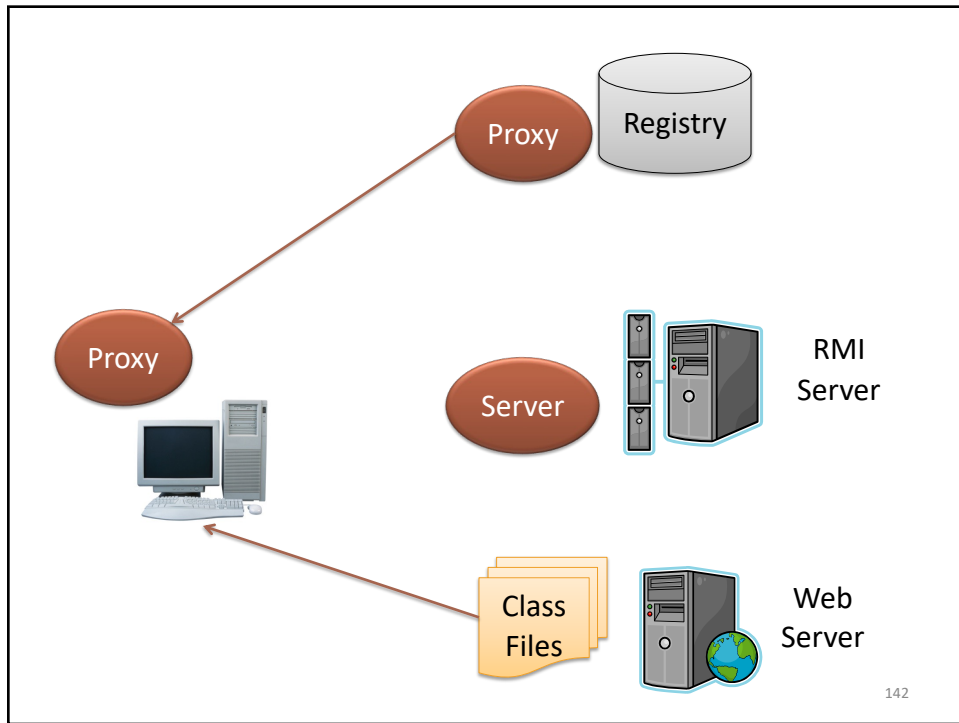 Proxy
Registry
Proxy
Server
RMI
Server
Class
Files
Web
Server
142